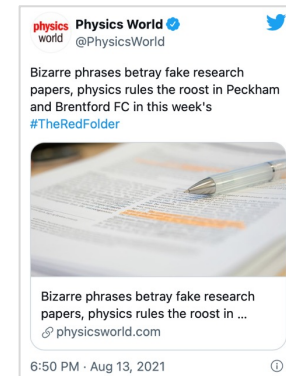 physics
world
Physics World
@PhysicsWorld
Bizarre phrases betray fake research
papers, physics rules the roost in Peckham
and Brentford FC in this week's
#TheRedFolder
Bizarre phrases betray fake research
papers, physics rules the roost in ...
physicsworld.com
6:50 PM · Aug 13, 2021